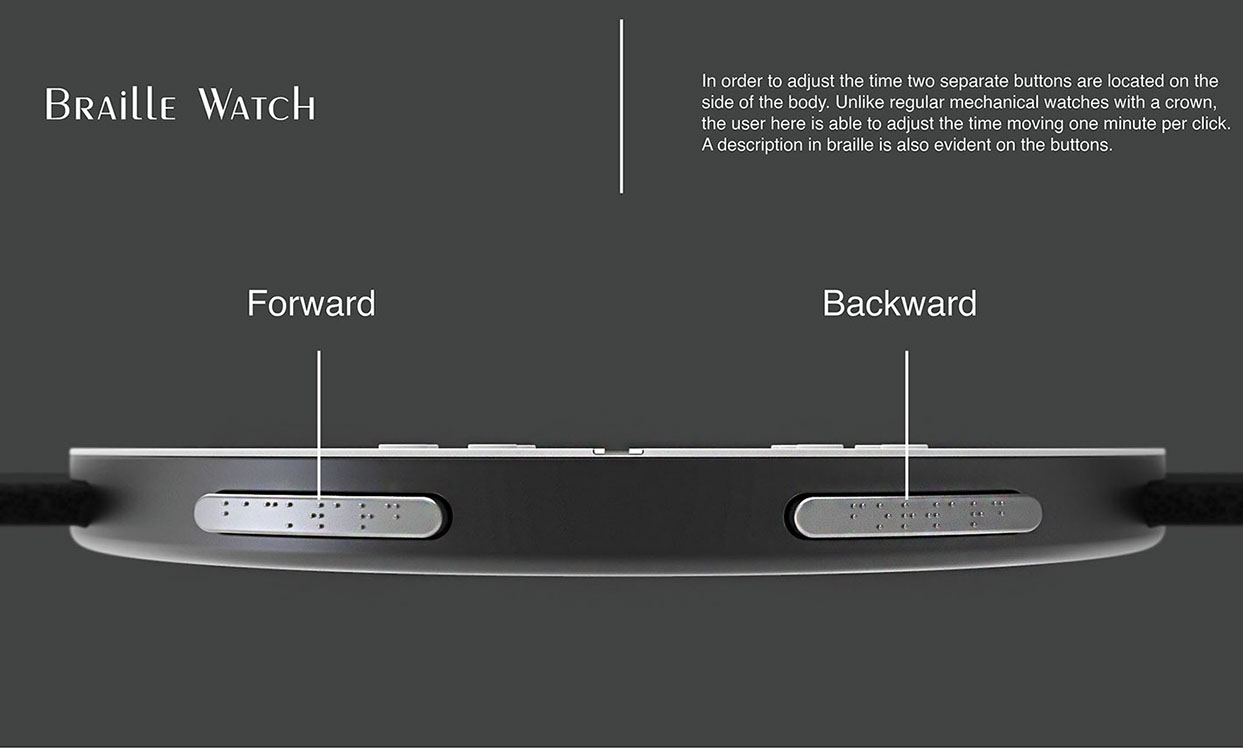 Braille Watch
In order to adjust the time two separate buttons are located on the
side of the body. Unlike regular mechanical watches with a crown,
the user here is able to adjust the time moving one minute per click.
A description in braille is also evident on the buttons.
Forward
Backward